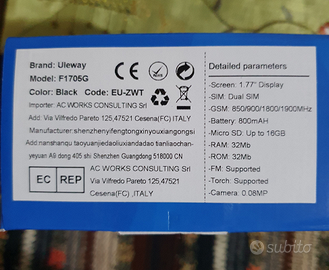 Brand : Uleway
Model: F1705G
Color: Black Code: EU-ZWT
Importer: AC WORKS CONSULTING Srl
Add: Via Vilfredo Pareto 125,47521
Cesena(FC), ITALY
Manufacturer: shenzhenyifengtongxinyouxiangongsi
Add:nanshanqu taoyuanjiedaoliuxiandadao tianliaochan-
yeyuan A9 dong 405 shi Shenzhen Guangdong 518000 CN
EC REP
AC WORKS CONSULTING Srl
Via Vilfredo Pareto 125,47521
Cesena(FC) ,ITALY
Detailed parameters
-Screen: 1.77" Display
-SIM: Dual SIM
-GSM: 850/900/1800/1900MHz
-Battery: 800mAH
-Micro SD: Up to 16GB
-RAM: 32Mb
-ROM: 32Mb
-FM: Supported
-Torch: Supported
-Camera: 0.08MP
subito